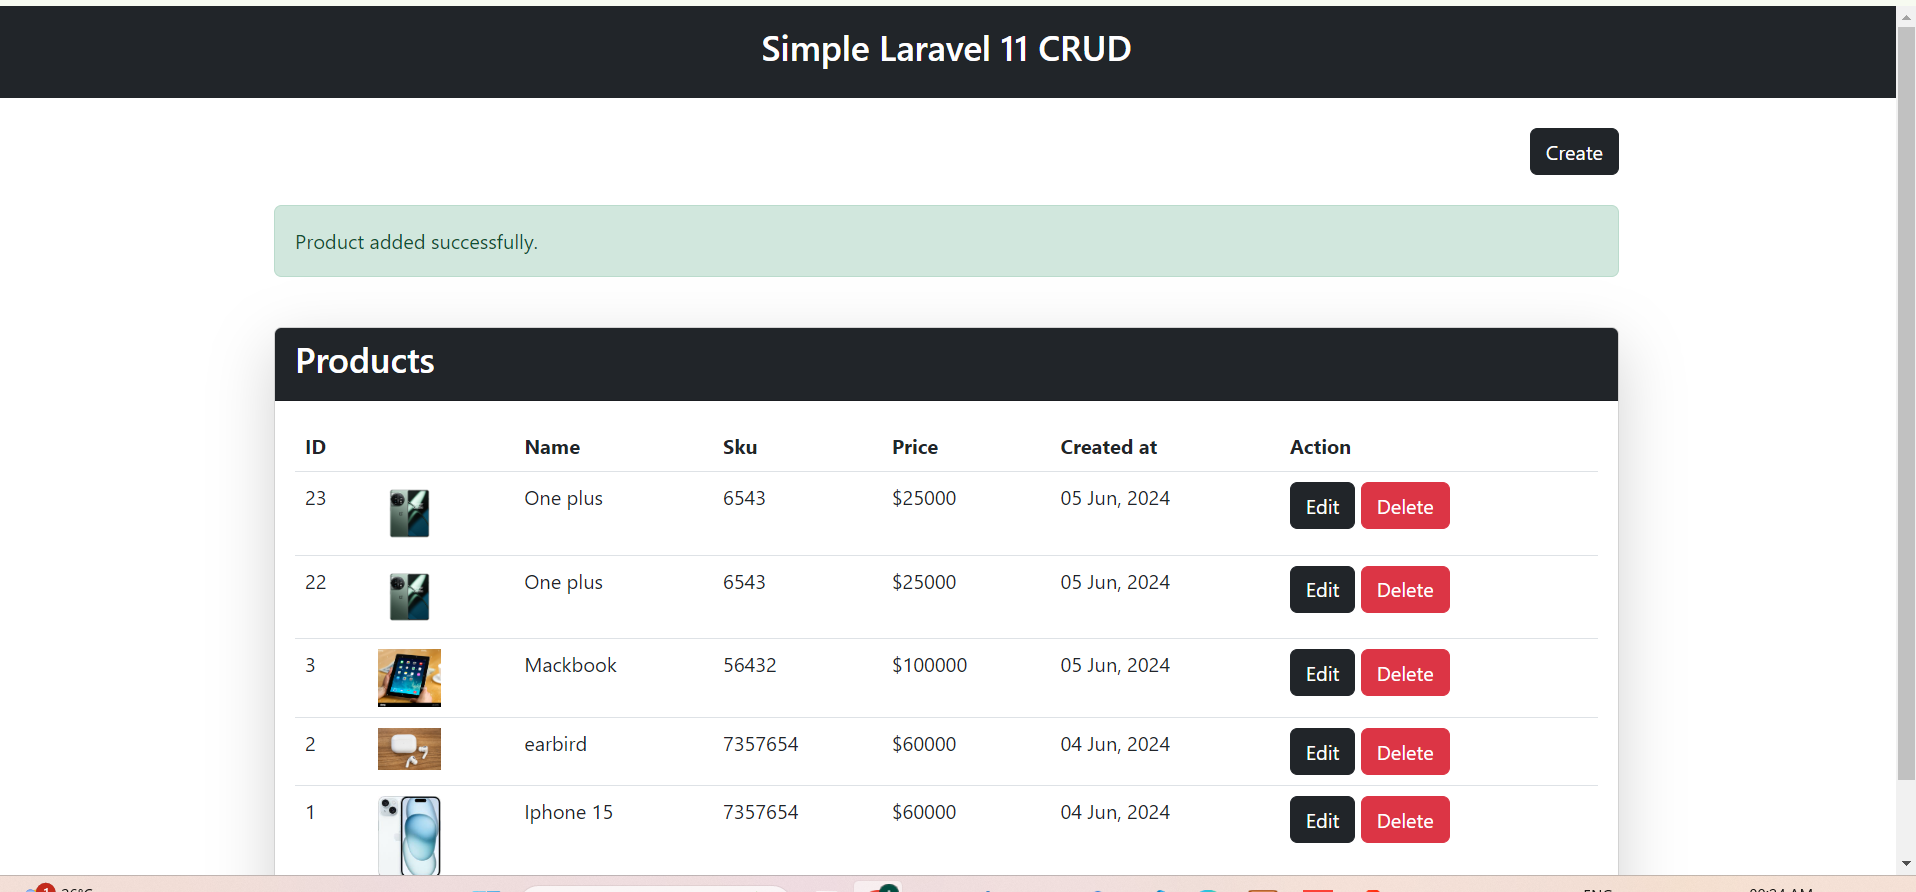 Simple Laravel 11 CRUD
Create
Product added successfully.
Products
ID Name Sku Price Created at Action
23 One plus 6543 $25000 05 Jun, 2024 Edit Delete
22 One plus 6543 $25000 05 Jun, 2024 Edit Delete
3 Mackbook 56432 $100000 05 Jun, 2024 Edit Delete
2 earbird 7357654 $60000 04 Jun, 2024 Edit Delete
1 Iphone 15 7357654 $60000 04 Jun, 2024 Edit Delete